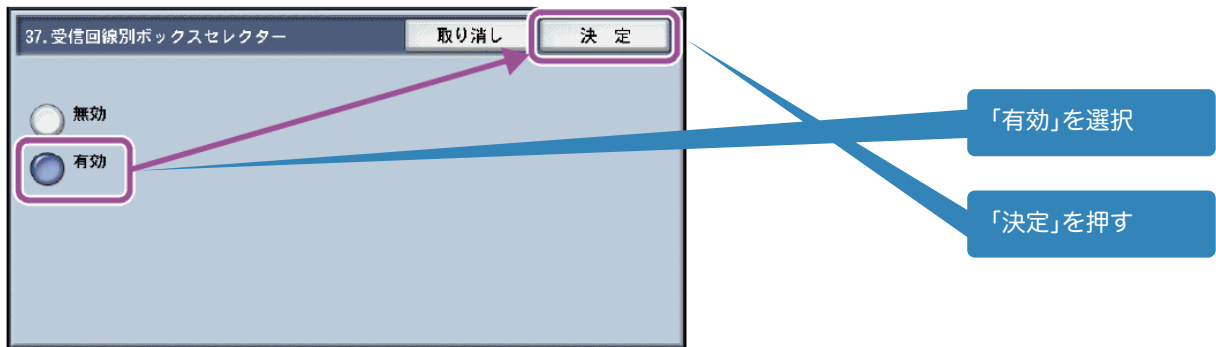 37.受信回線別ボックスセレクター
取り消し
決 定
無効
有効
「有効」を選択
「決定」を押す